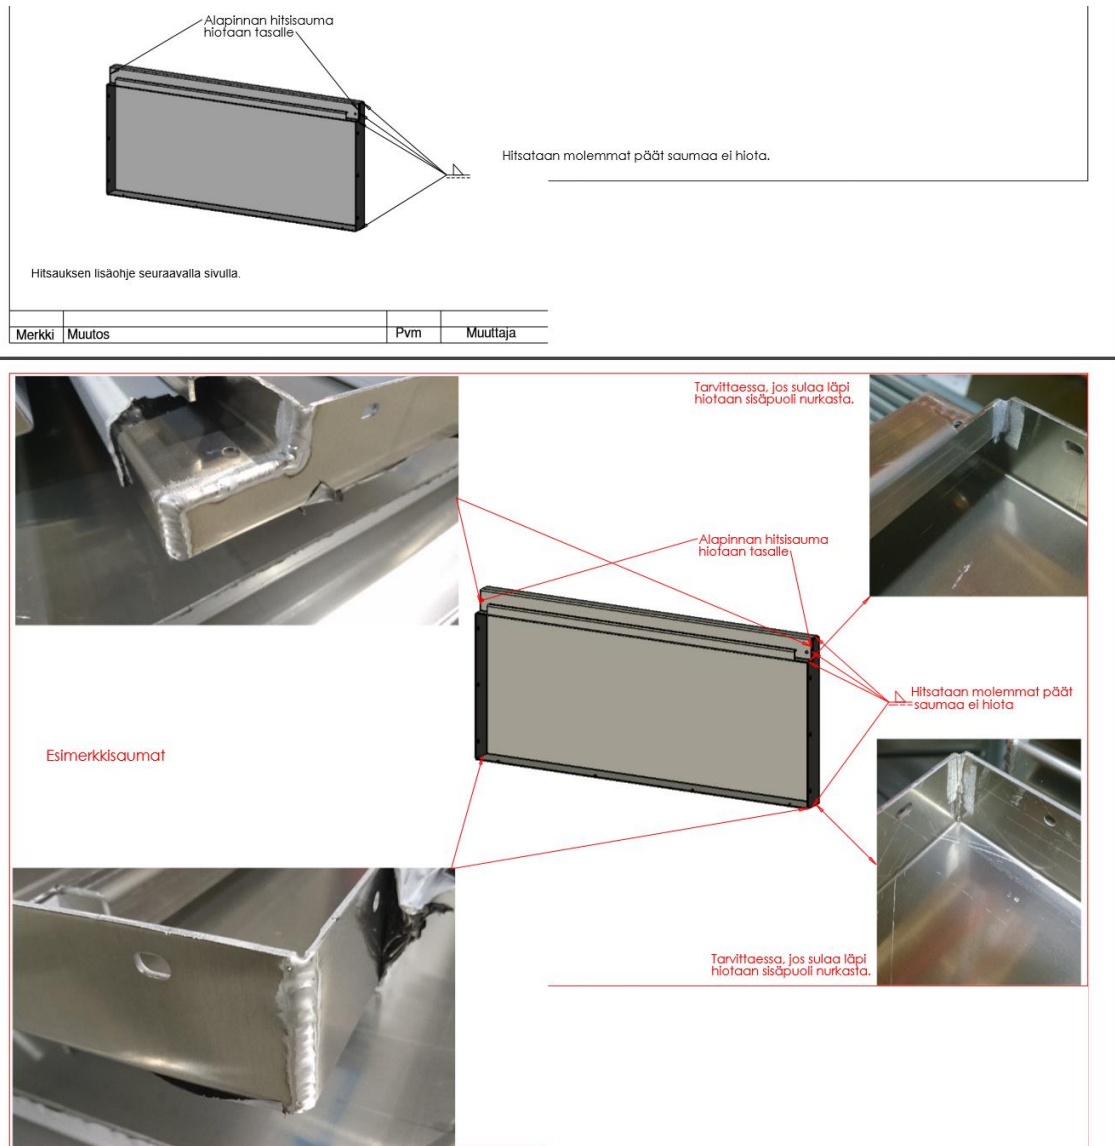 Alapinnan hitsisauma
hiotaan tasalle
Hitsataan molemmat päät saumaa ei hiota.
Hitsauksen lisäohje seuraavalla sivulla.
Merkki Muutos Pvm Muuttaja
Tarvittaessa, jos sulaa läpi
hiotaan sisäpuoli nurkasta.
Alapinnan hitsisauma
hiotaan tasalle
Hitsataan molemmat päät
saumaa ei hiota
Esimerkkisaumat
Tarvittaessa, jos sulaa läpi
hiotaan sisäpuoli nurkasta.